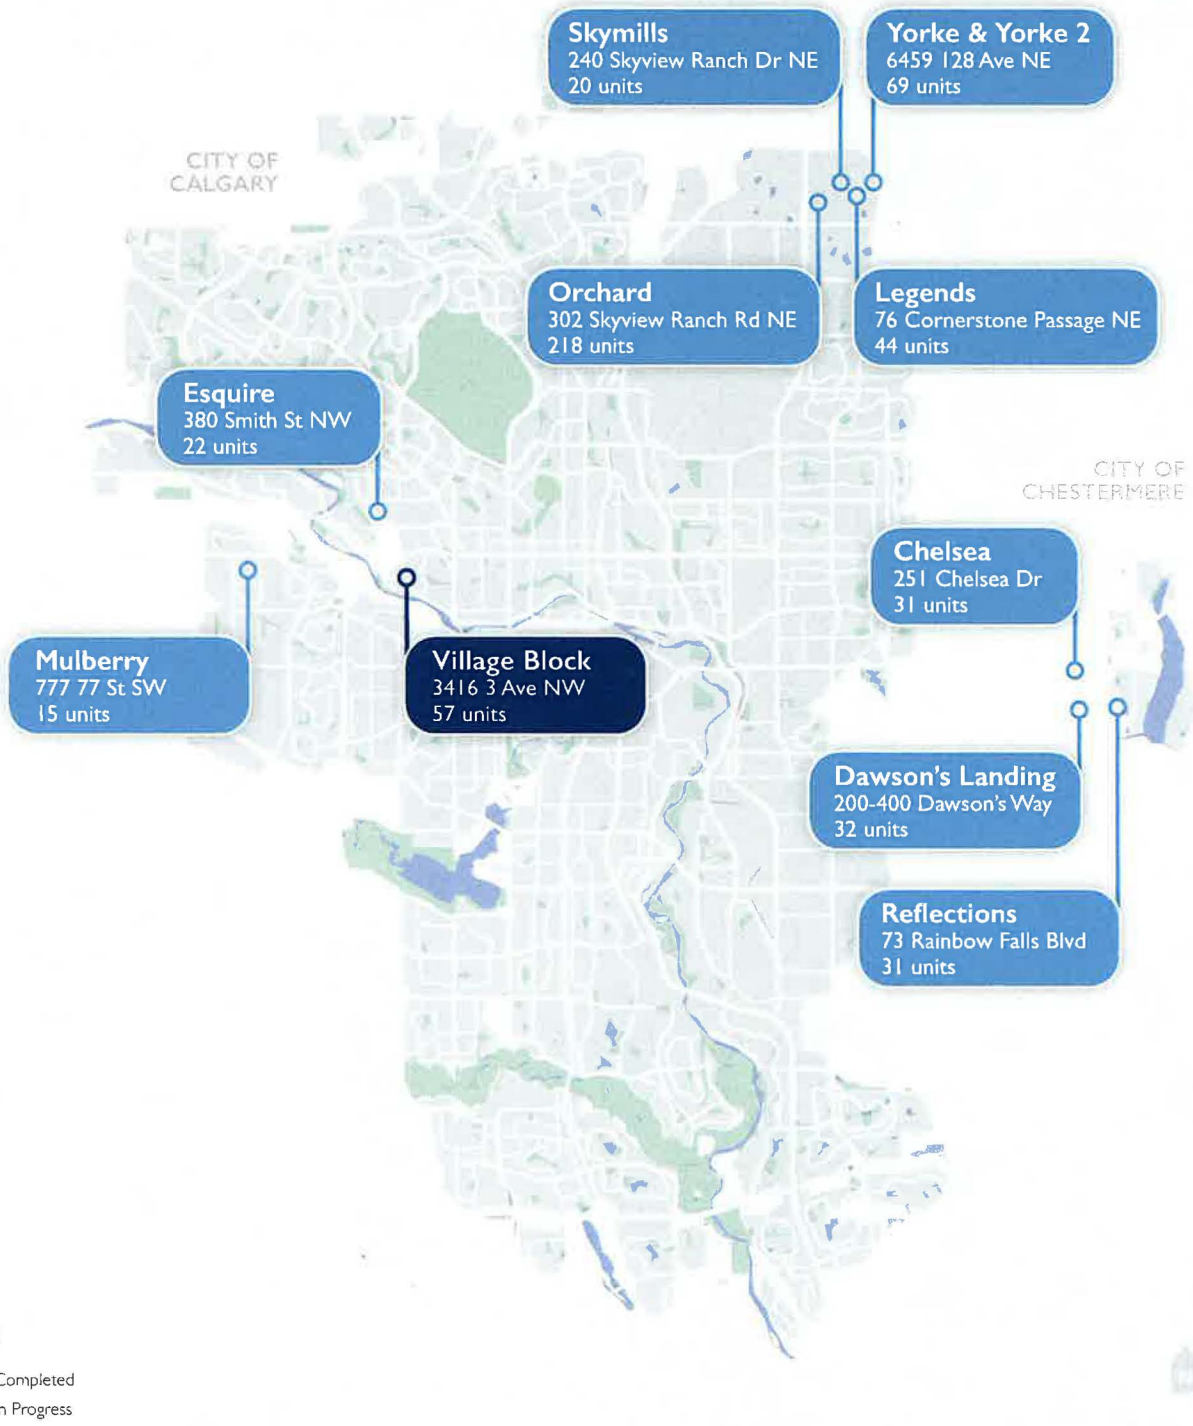 Skymills
240 Skyview Ranch Dr NE
20 units
Yorke & Yorke 2
6459 128 Ave NE
69 units
CITY OF
CALGARY
Orchard
302 Skyview Ranch Rd NE
218 units
Legends
76 Cornerstone Passage NE
44 units
Esquire
380 Smith St NW
22 units
CITY OF
CHESTERMERE
Chelsea
251 Chelsea Dr
31 units
Mulberry
777 77 St SW
15 units
Village Block
3416 3 Ave NW
57 units
Dawson's Landing
200-400 Dawson's Way
32 units
Reflections
73 Rainbow Falls Blvd
31 units
Completed
n Progress